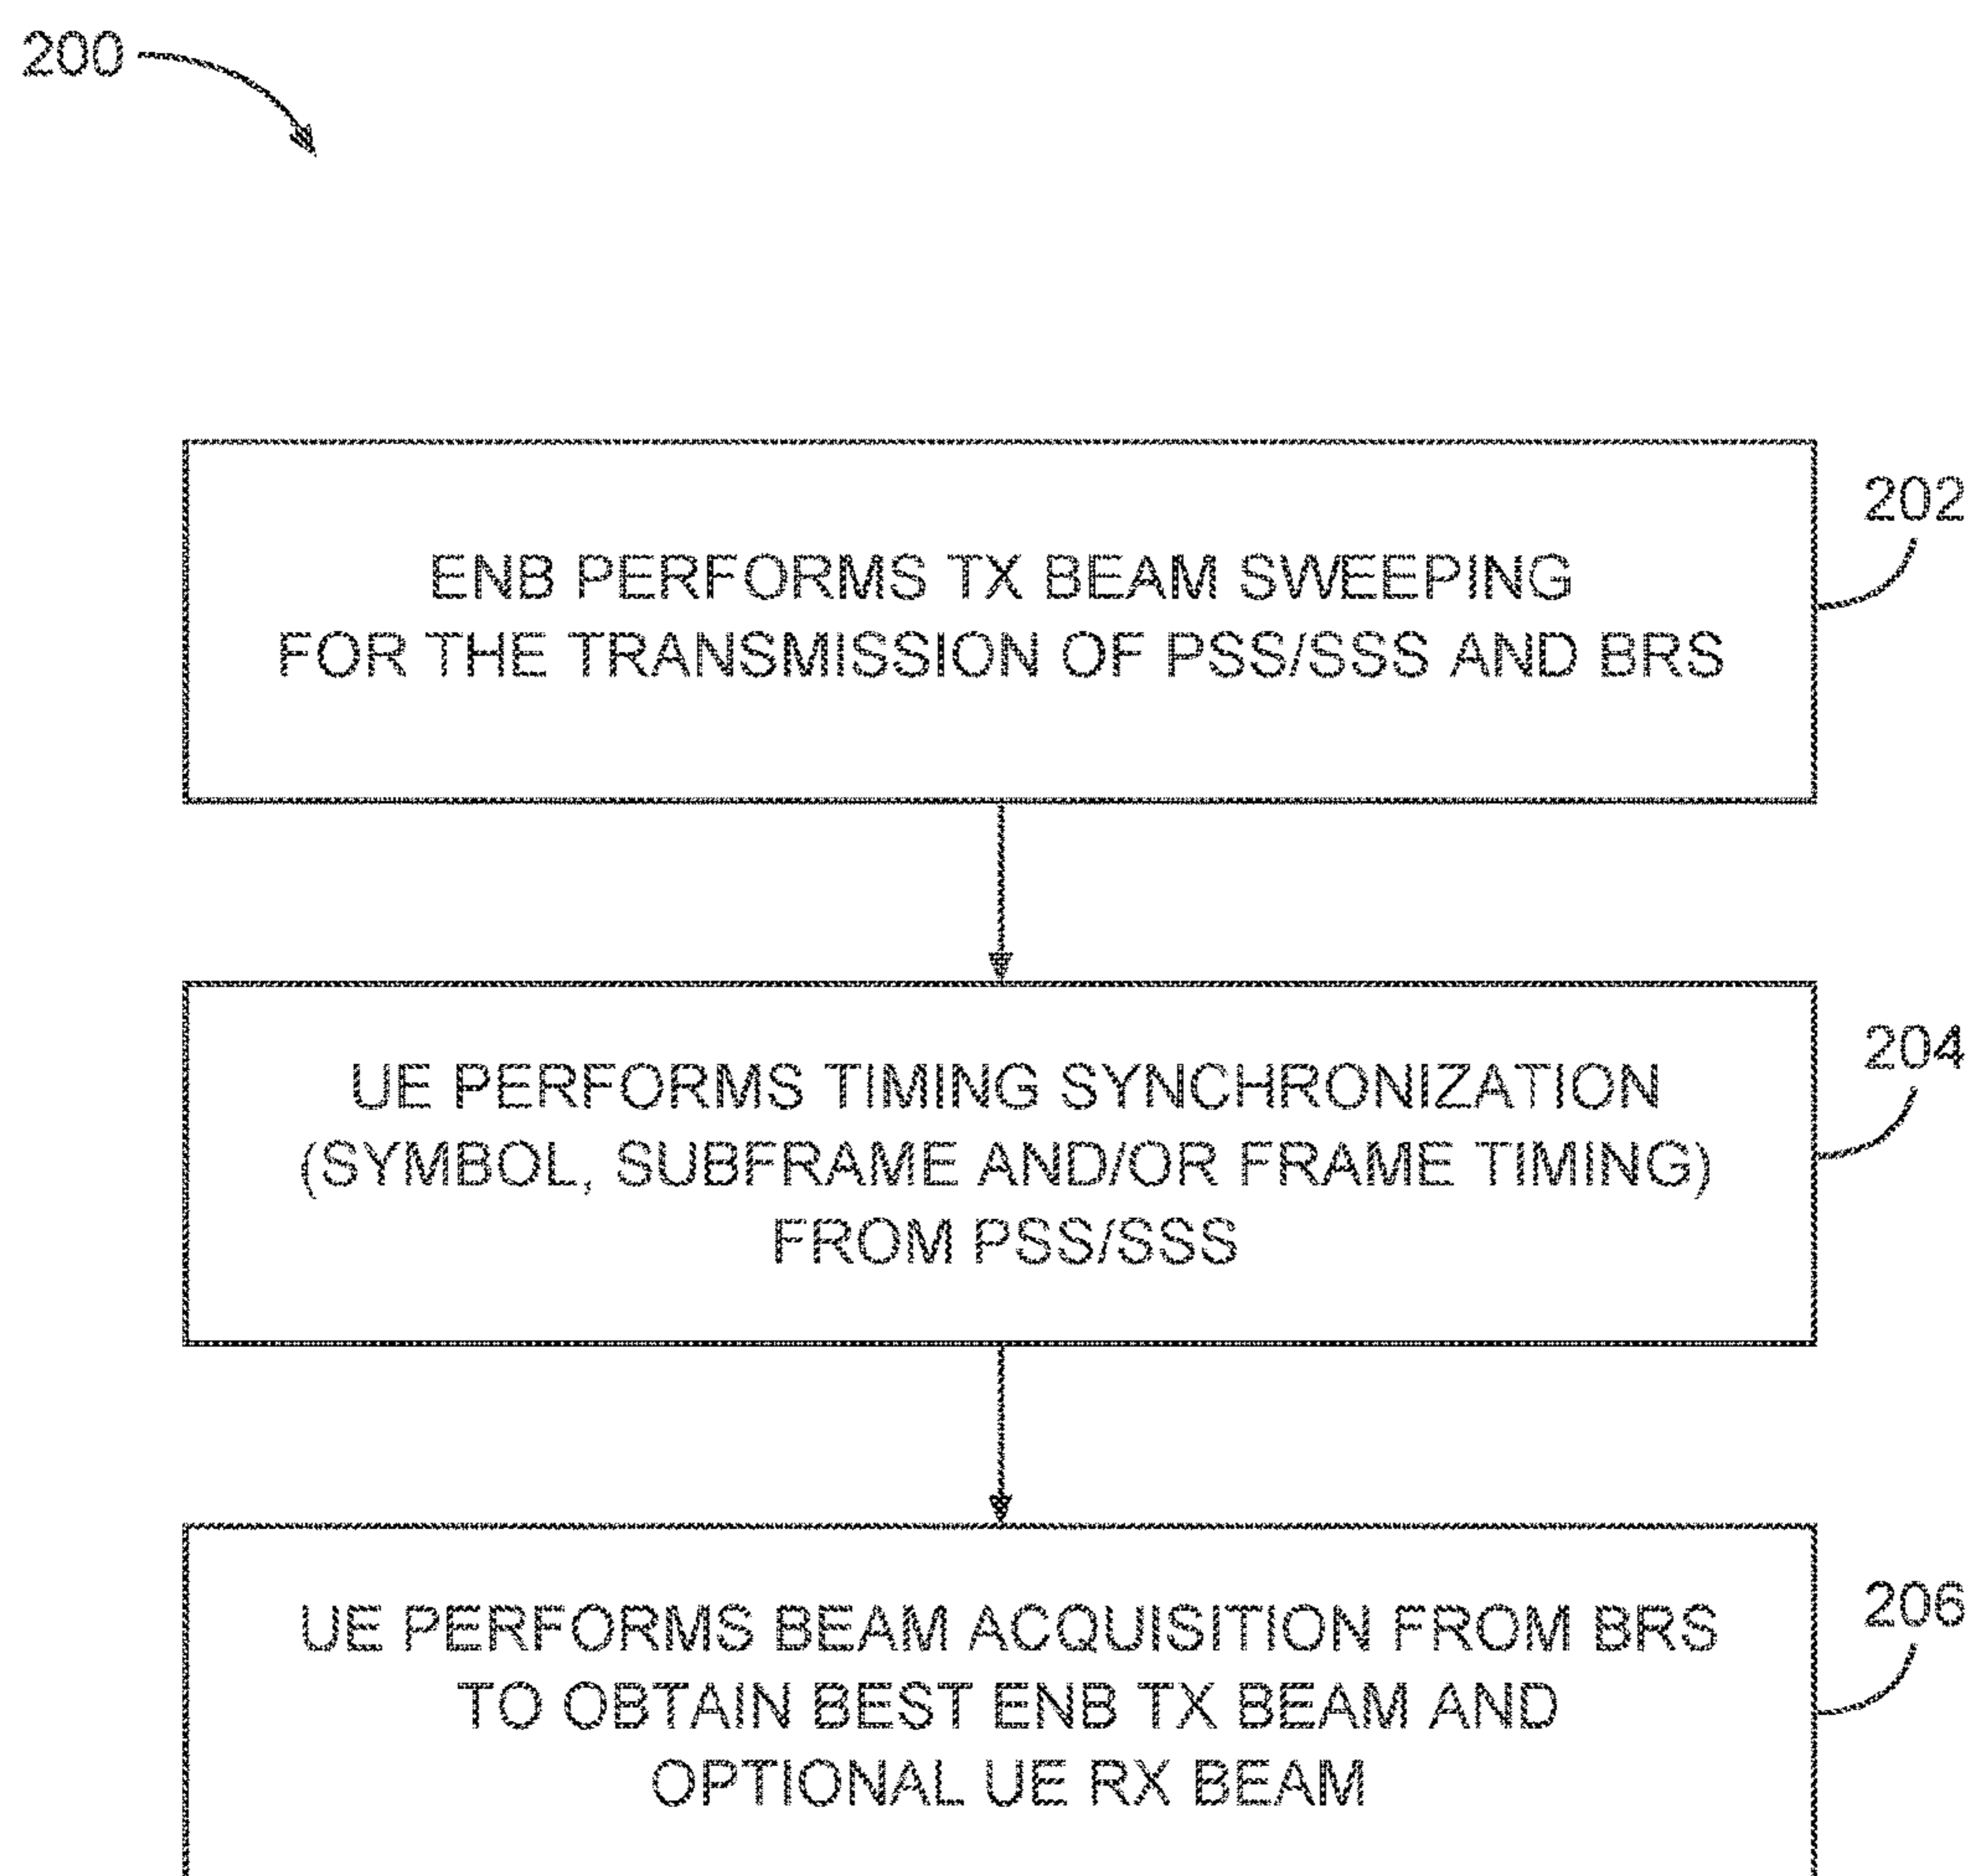 200
202
ENB PERFORMS TX BEAM SWEEPING
FOR THE TRANSMISSION OF PSS/SSS AND BRS
204
UE PERFORMS TIMING SYNCHRONIZATION
(SYMBOL, SUBFRAME AND/OR FRAME TIMING)
FROM PSS/SSS
206
UE PERFORMS BEAM ACQUISITION FROM BRS
TO OBTAIN BEST ENB TX BEAM AND
OPTIONAL UE RX BEAM